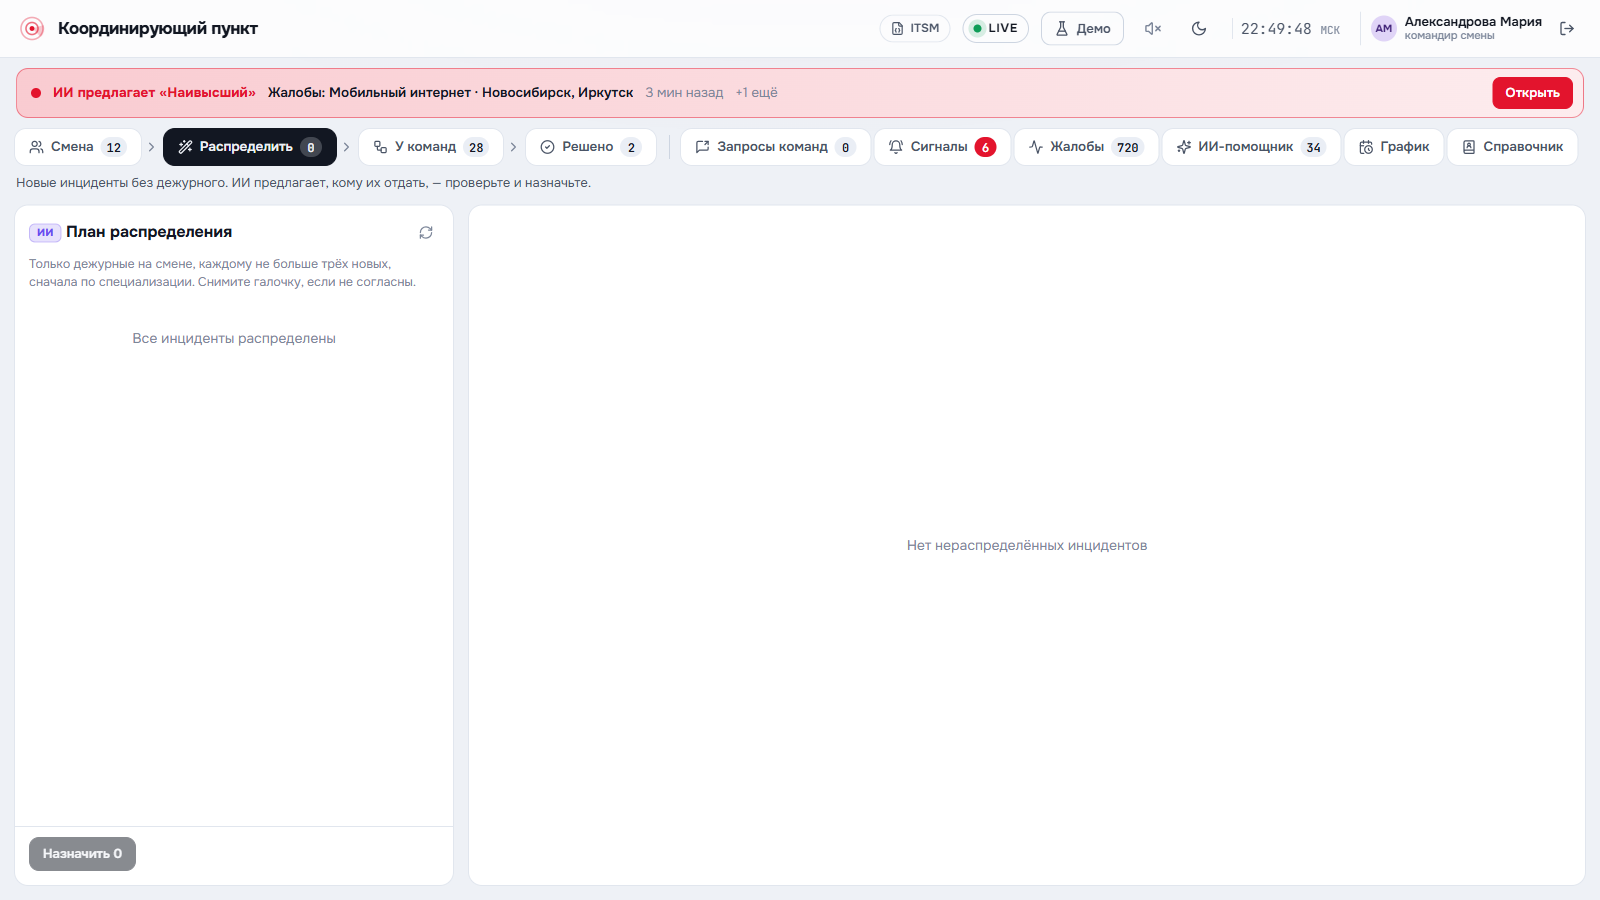 Координирующий пункт
ITSM
LIVE
Демо
22:49:48 МСК
АМ
Александрова Мария
командир смены
ИИ предлагает «Наивысший» Жалобы: Мобильный интернет · Новосибирск, Иркутск 3 мин назад +1 ещё
Открыть
Смена 12
Распределить 0
У команд 28
Решено 2
Запросы команд 0
Сигналы 6
Жалобы 720
ИИ-помощник 34
График
Справочник
Новые инциденты без дежурного. ИИ предлагает, кому их отдать, — проверьте и назначьте.
ИИ План распределения
Только дежурные на смене, каждому не больше трёх новых,
сначала по специализации. Снимите галочку, если не согласны.
Все инциденты распределены
Нет нераспределённых инцидентов
Назначить 0